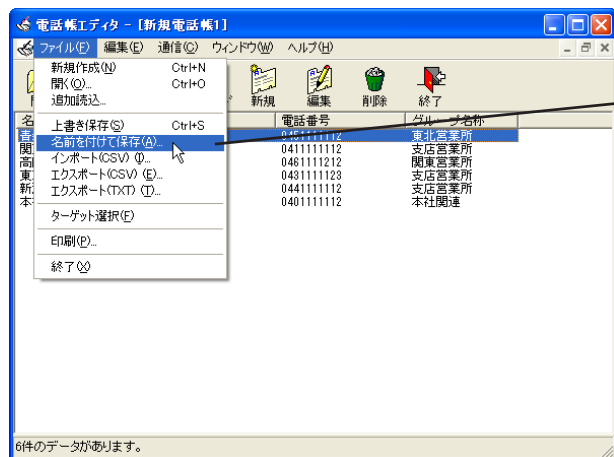 電話帳エディタ - [新規電話帳1]
ファイル(F) 編集(E) 通信(C) ウィンドウ(W) ヘルプ(H)
新規作成(N) Ctrl+N
開く(O)... Ctrl+O
追加読込...
上書き保存(S) Ctrl+S
名前を付けて保存(A)...
インポート(CSV) (I)...
エクスポート(CSV) (E)...
エクスポート(TXT) (T)...
ターゲット選択(F)
印刷(P)...
終了(X)
新規 編集 削除 終了
名 電話番号 グループ名称
青 0451111112 東北営業所
関 0411111112 支店営業所
高 0461111212 関東営業所
東 0431111123 支店営業所
新 0441111112 支店営業所
本 0401111112 本社関連
6件のデータがあります。